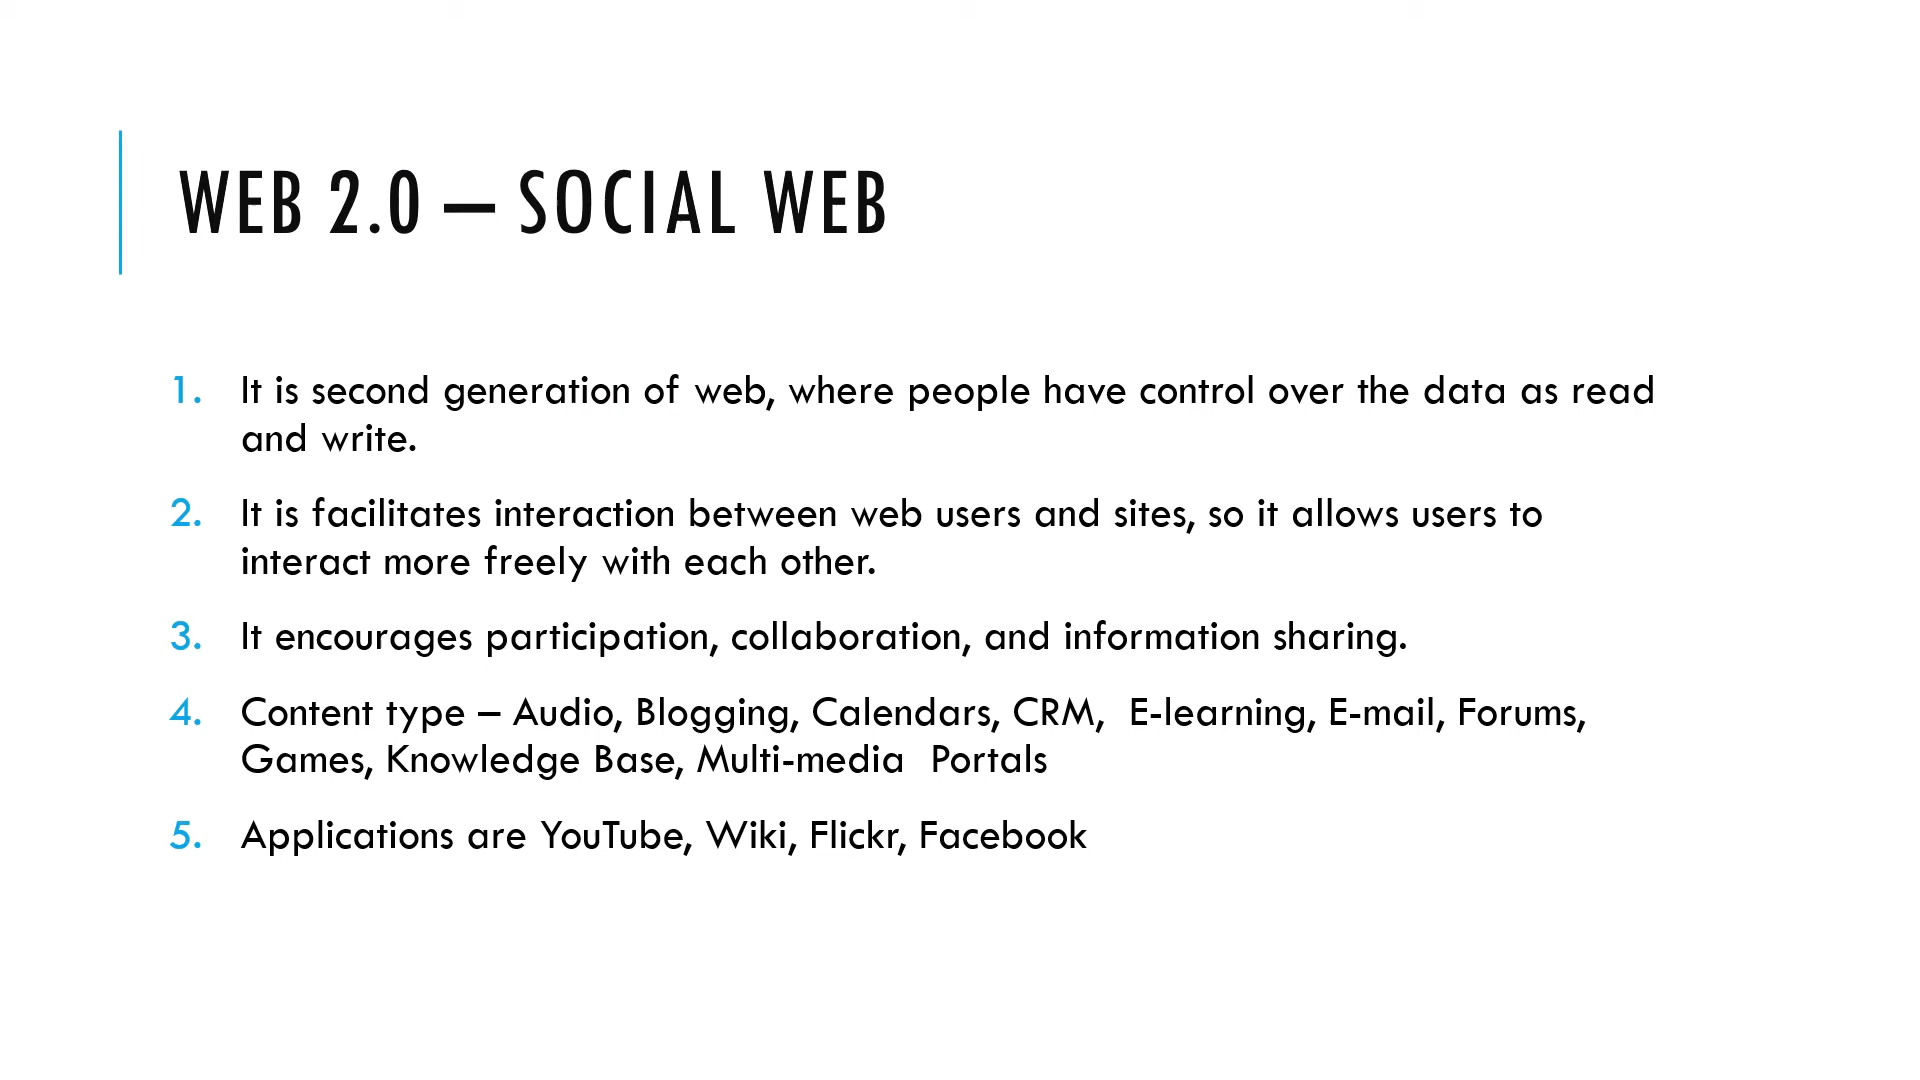 WEB 2.0 – SOCIAL WEB
1. It is second generation of web, where people have control over the data as read
and write.
2. It is facilitates interaction between web users and sites, so it allows users to
interact more freely with each other.
3. It encourages participation, collaboration, and information sharing.
4. Content type – Audio, Blogging, Calendars, CRM,  E-learning, E-mail, Forums,
Games, Knowledge Base, Multi-media  Portals
5. Applications are YouTube, Wiki, Flickr, Facebook